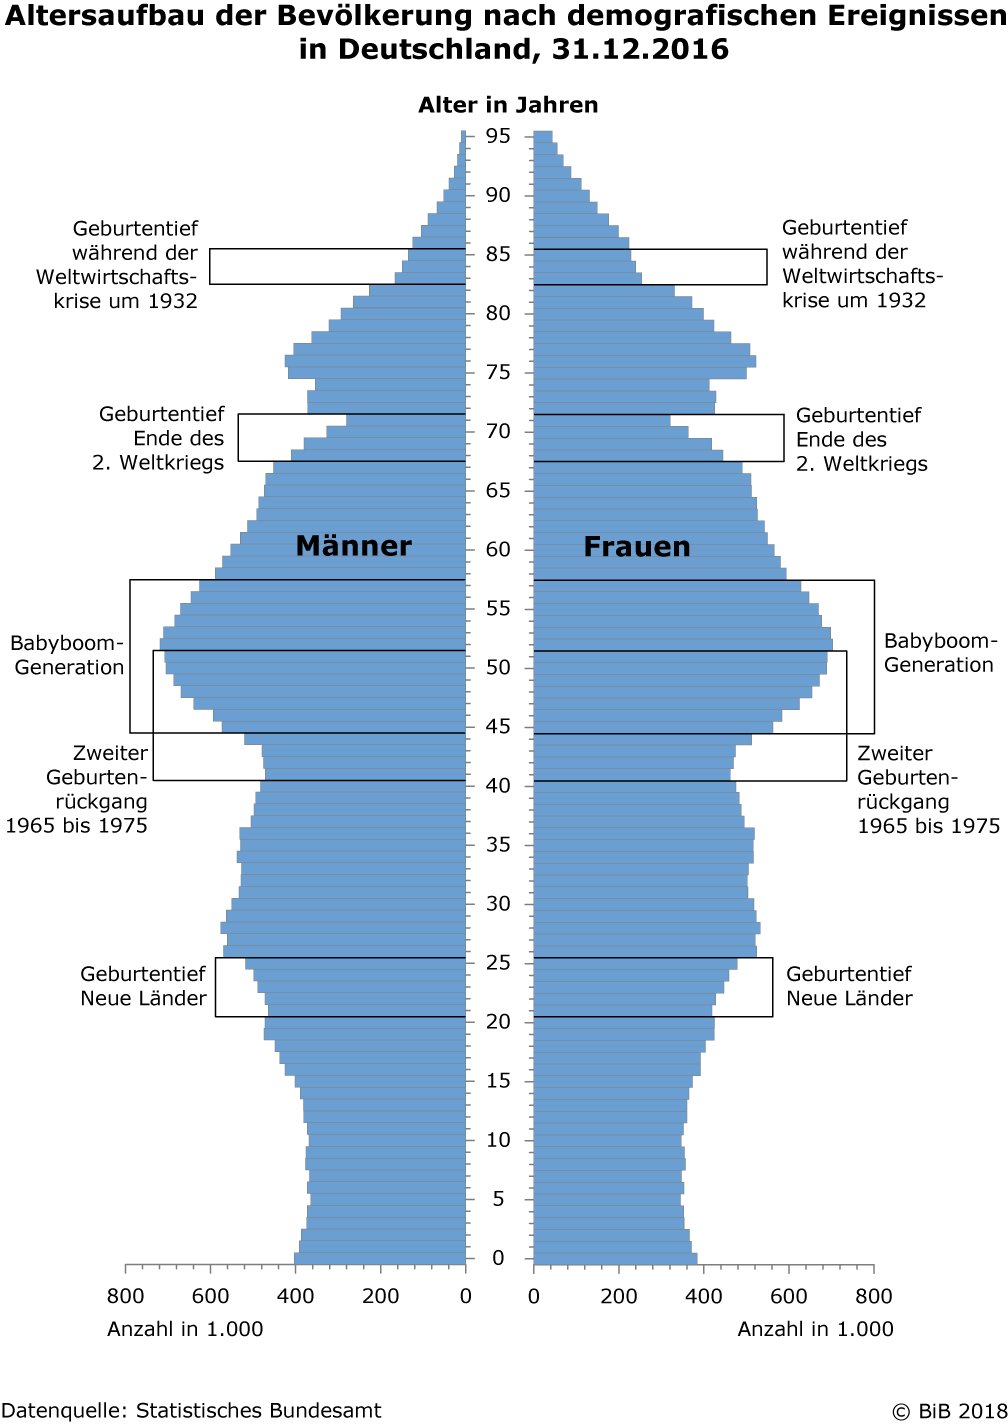 Altersaufbau der Bevölkerung nach demografischen Ereignissen
in Deutschland, 31.12.2016
Alter in Jahren
95
90
85
80
75
70
65
60
55
50
45
40
35
30
25
20
15
10
5
0
Geburtentief
während der
Weltwirtschafts-
krise um 1932
Geburtentief
Ende des
2. Weltkriegs
Männer
Babyboom-
Generation
Zweiter
Geburten-
rückgang
1965 bis 1975
Geburtentief
Neue Länder
Geburtentief
während der
Weltwirtschafts-
krise um 1932
Geburtentief
Ende des
2. Weltkriegs
Frauen
Babyboom-
Generation
Zweiter
Geburten-
rückgang
1965 bis 1975
Geburtentief
Neue Länder
800 600 400 200 0
0 200 400 600 800
Anzahl in 1.000
Anzahl in 1.000
Datenquelle: Statistisches Bundesamt
© BiB 2018